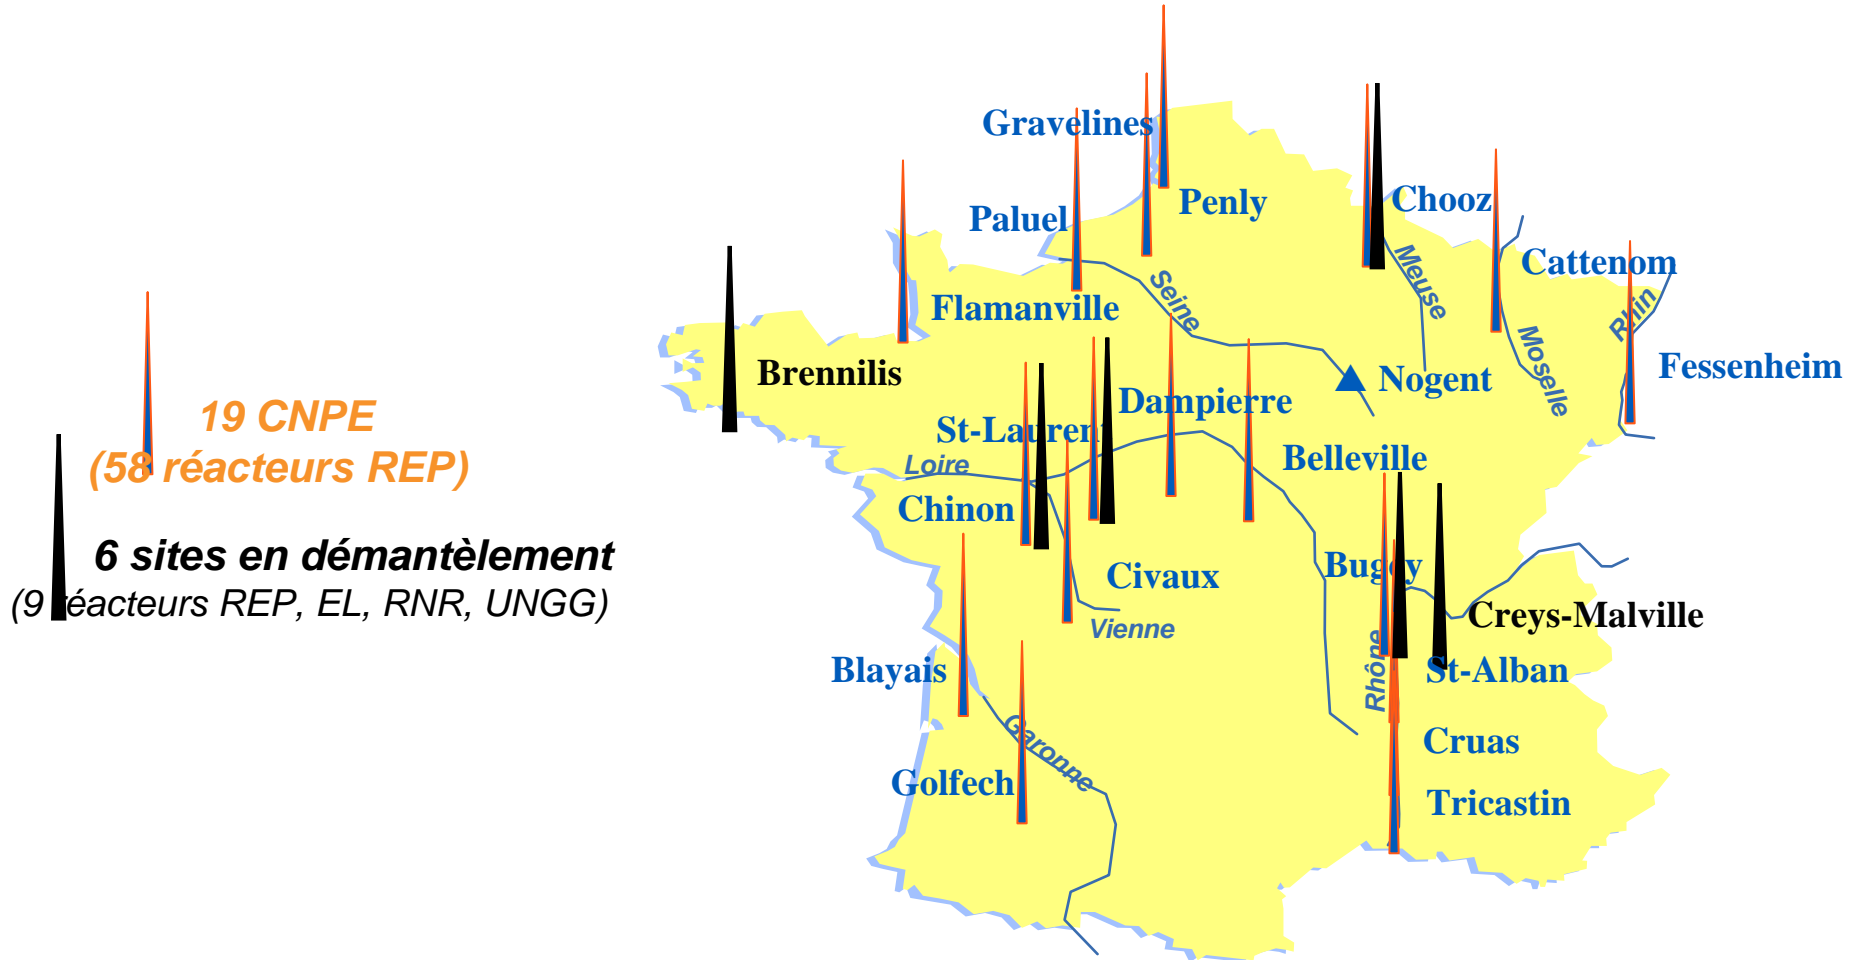 Gravelines
Penly
Chooz
Paluel
Cattenom
Meuse
Seine
Rhin
Flamanville
Moselle
Brennilis
Fessenheim
Nogent
Dampierre
St-Laurent
19 CNPE
(58 réacteurs REP)
Loire
Belleville
Chinon
6 sites en démantèlement
(9 réacteurs REP, EL, RNR, UNGG)
Bugey
Civaux
Creys-Malville
Vienne
Rhône
Blayais
St-Alban
Garonne
Cruas
Golfech
Tricastin